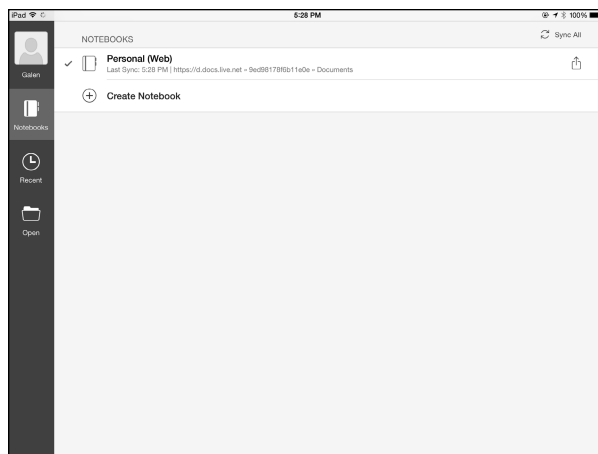 iPad 5:28 PM 100%
NOTEBOOKS Sync All
Galen
Personal (Web)
Last Sync: 5:28 PM | https://d.docs.live.net » 9ed98178f6b11e0e » Documents
Create Notebook
Notebooks
Recent
Open